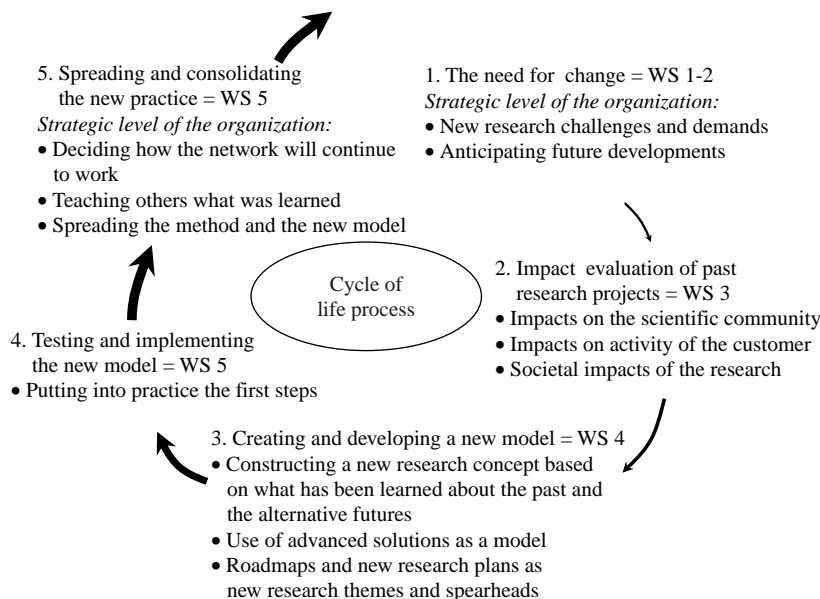 1. The need for change = WS 1-2
Strategic level of the organization:
• New research challenges and demands
• Anticipating future developments
2. Impact evaluation of past
research projects = WS 3
• Impacts on the scientific community
• Impacts on activity of the customer
• Societal impacts of the research
3. Creating and developing a new model = WS 4
• Constructing a new research concept based
on what has been learned about the past and
the alternative futures
• Use of advanced solutions as a model
• Roadmaps and new research plans as
new research themes and spearheads
4. Testing and implementing
the new model = WS 5
• Putting into practice the first steps
5. Spreading and consolidating
the new practice = WS 5
Strategic level of the organization:
• Deciding how the network will continue
to work
• Teaching others what was learned
• Spreading the method and the new model
Cycle of
life process